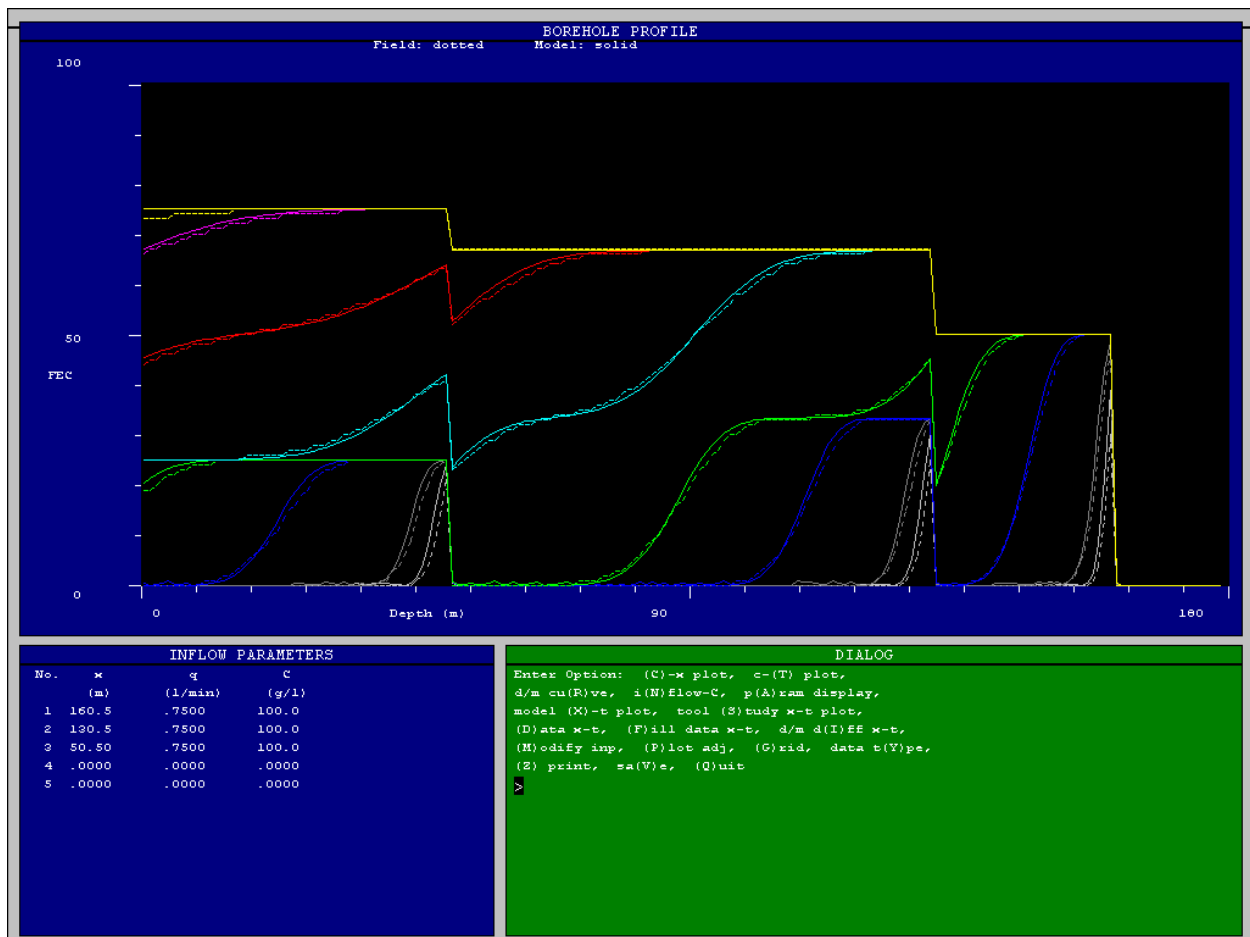 BOREHOLE PROFILE
Field: dotted Model: solid
100
50
FEC
0
0 Depth (m) 90 180
INFLOW PARAMETERS
No. x q C
(m) (l/min) (g/l)
1 160.5 .7500 100.0
2 130.5 .7500 100.0
3 50.50 .7500 100.0
4 .0000 .0000 .0000
5 .0000 .0000 .0000
DIALOG
Enter Option: (C)-x plot, c-(T) plot,
d/m cu(R)ve, i(N)flow-C, p(A)ram display,
model (X)-t plot, tool (S)tudy x-t plot,
(D)ata x-t, (F)ill data x-t, d/m d(I)ff x-t,
(M)odify inp, (P)lot adj, (G)rid, data t(Y)pe,
(Z) print, sa(V)e, (Q)uit
>